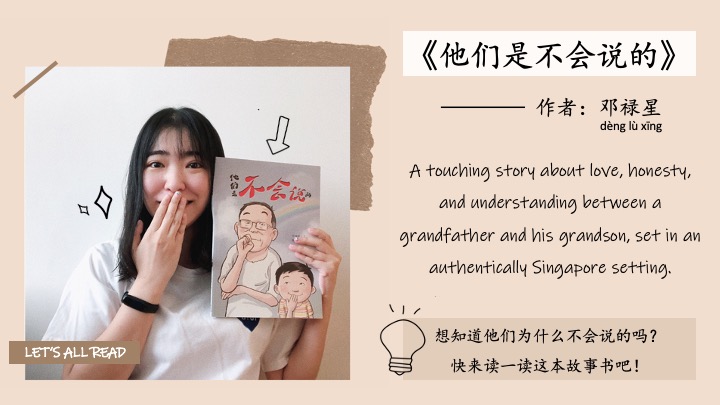 《他们是不会说的》
作者：邓禄星
dèng lù xīng
他们是不会说的
A touching story about love, honesty,
and understanding between a
grandfather and his grandson, set in an
authentically Singapore setting.
LET'S ALL READ
想知道他们为什么不会说的吗？
快来读一读这本故事书吧！